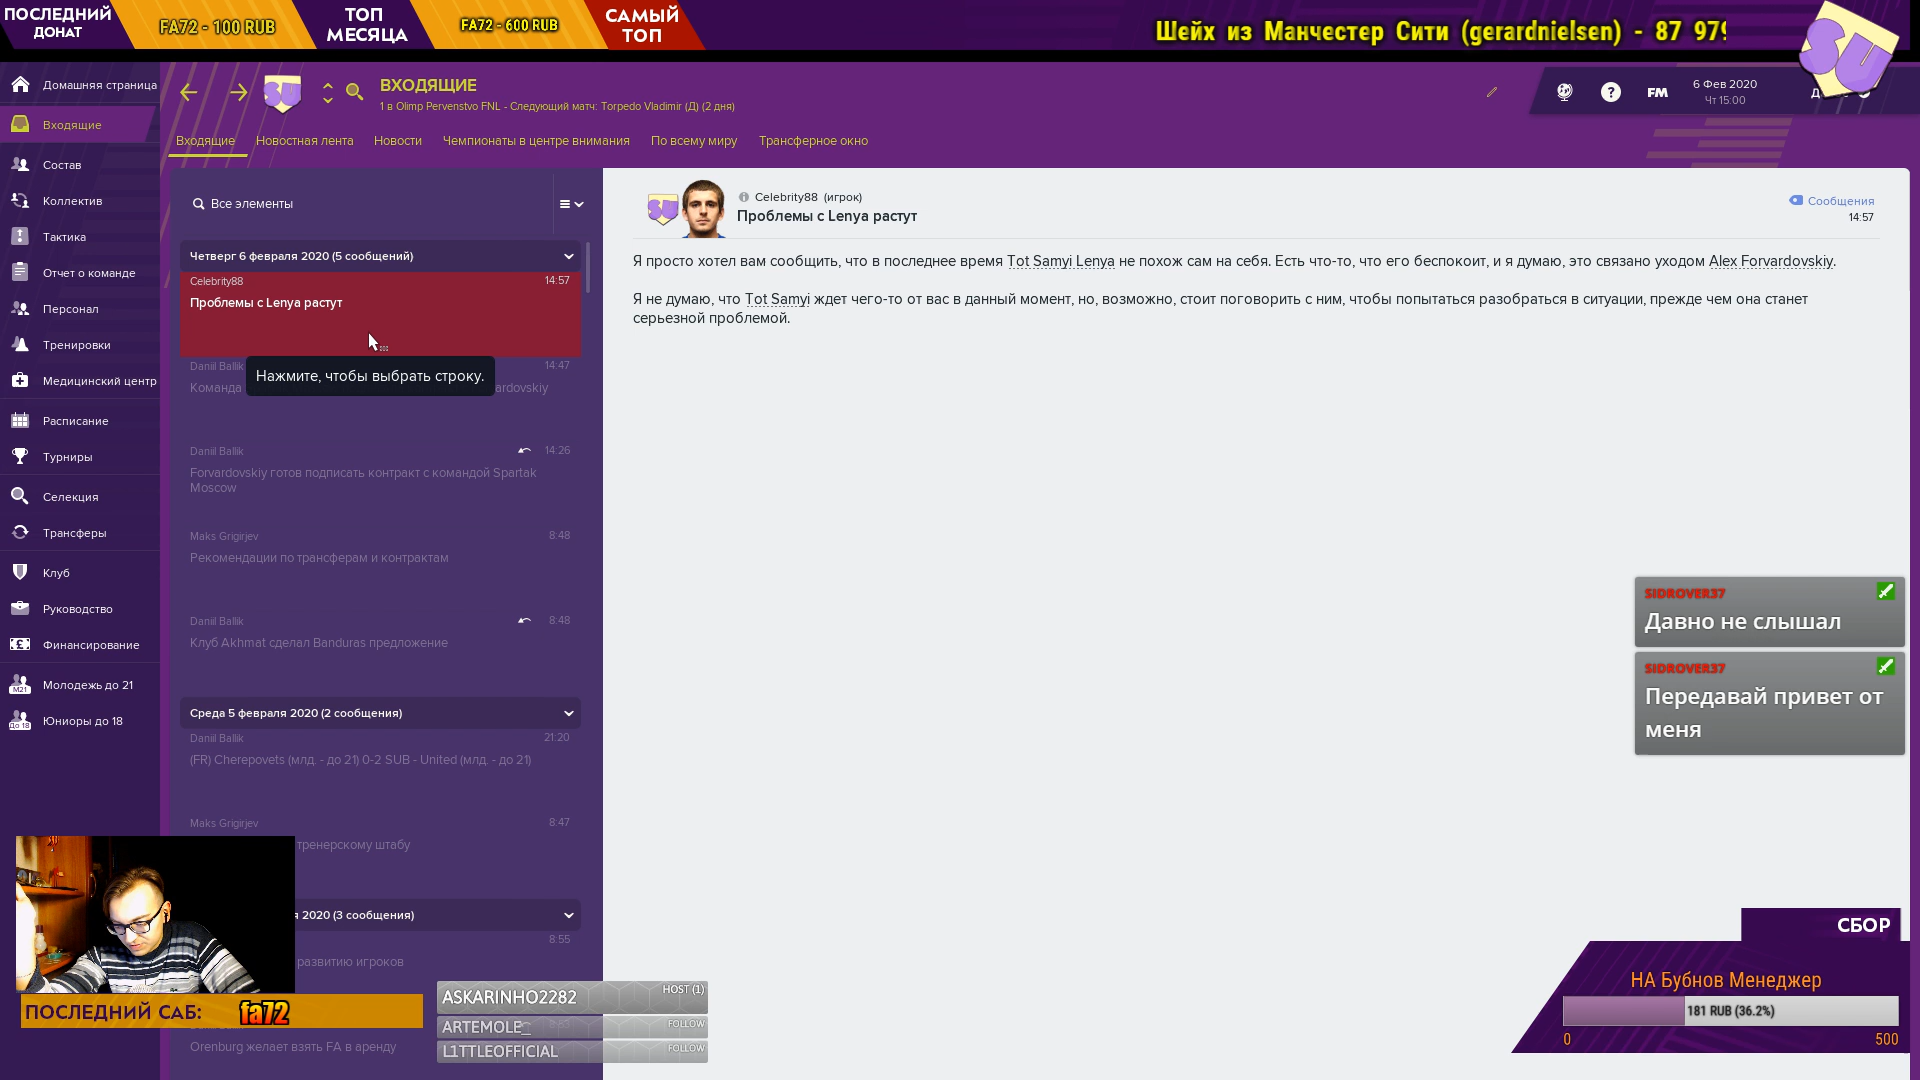 ПОСЛЕДНИЙ
ДОНАТ
FA72 - 100 RUB
ТОП
МЕСЯЦА
FA72 - 600 RUB
САМЫЙ
ТОП
Шейх из Манчестер Сити (gerardnielsen) - 87 979
SU
Домашняя страница
Входящие
Состав
Коллектив
Тактика
Отчет о команде
Персонал
Тренировки
Медицинский центр
Расписание
Турниры
Селекция
Трансферы
Клуб
Руководство
Финансирование
М21
Молодежь до 21
До 18
Юниоры до 18
ВХОДЯЩИЕ
1 в Olimp Pervenstvo FNL - Следующий матч: Torpedo Vladimir (Д) (2 дня)
?
FM
6 Фев 2020
Чт 15:00
Входящие
Новостная лента
Новости
Чемпионаты в центре внимания
По всему миру
Трансферное окно
Все элементы
Четверг 6 февраля 2020 (5 сообщений)
Celebrity88
14:57
Проблемы с Lenya растут
Нажмите, чтобы выбрать строку.
Daniil Ballik
14:47
Команда
ardovskiy
Daniil Ballik
14:26
Forvardovskiy готов подписать контракт с командой Spartak
Moscow
Maks Grigirjev
8:48
Рекомендации по трансферам и контрактам
Daniil Ballik
8:48
Клуб Akhmat сделал Banduras предложение
Среда 5 февраля 2020 (2 сообщения)
Daniil Ballik
21:20
(FR) Cherepovets (млд. - до 21) 0-2 SUB - United (млд. - до 21)
Maks Grigirjev
8:47
тренерскому штабу
я 2020 (3 сообщения)
8:55
развитию игроков
Orenburg желает взять FA в аренду
Celebrity88 (игрок)
Проблемы с Lenya растут
Сообщения
14:57
Я просто хотел вам сообщить, что в последнее время Tot Samyi Lenya не похож сам на себя. Есть что-то, что его беспокоит, и я думаю, это связано уходом Alex Forvardovskiy.
Я не думаю, что Tot Samyi ждет чего-то от вас в данный момент, но, возможно, стоит поговорить с ним, чтобы попытаться разобраться в ситуации, прежде чем она станет
серьезной проблемой.
SIDROVER37
Давно не слышал
SIDROVER37
Передавай привет от
меня
СБОР
НА Бубнов Менеджер
181 RUB (36.2%)
0
500
ПОСЛЕДНИЙ САБ:
fa72
ASKARINHO2282
HOST (1)
ARTEMOLE_
FOLLOW
L1TTLEOFFICIAL
FOLLOW